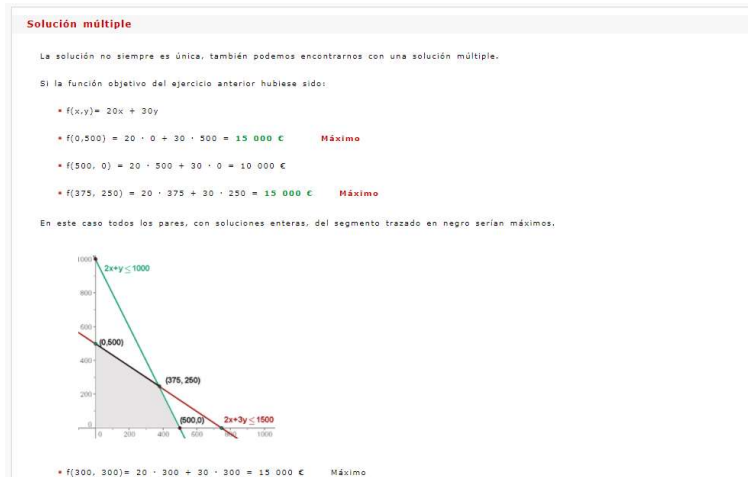 Solución múltiple
La solución no siempre es única, también podemos encontrarnos con una solución múltiple.
Si la función objetivo del ejercicio anterior hubiese sido:
▪ f(x,y)= 20x + 30y
▪ f(0,500) = 20 · 0 + 30 · 500 = 15 000 € Máximo
▪ f(500, 0) = 20 · 500 + 30 · 0 = 10 000 €
▪ f(375, 250) = 20 · 375 + 30 · 250 = 15 000 € Máximo
En este caso todos los pares, con soluciones enteras, del segmento trazado en negro serían máximos.
1000
2x+y≤1000
800
600
(0,500)
400
(375, 250)
200
(500,0) 2x+3y≤1500
0
0 200 400 600 800 1000
▪ f(300, 300)= 20 · 300 + 30 · 300 = 15 000 € Máximo